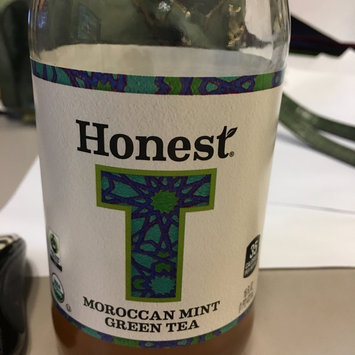 Honest
T
MOROCCAN MINT
GREEN TEA